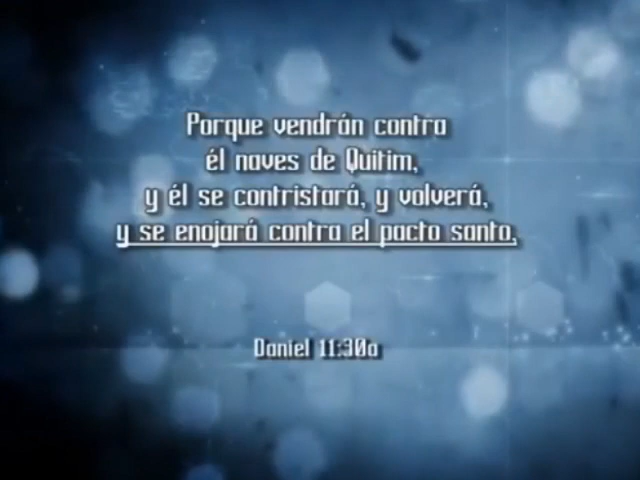 Porque vendrán contra
él naves de Quitim,
y él se contristará, y volverá,
y se enojará contra el pacto santo,
Daniel 11:30a